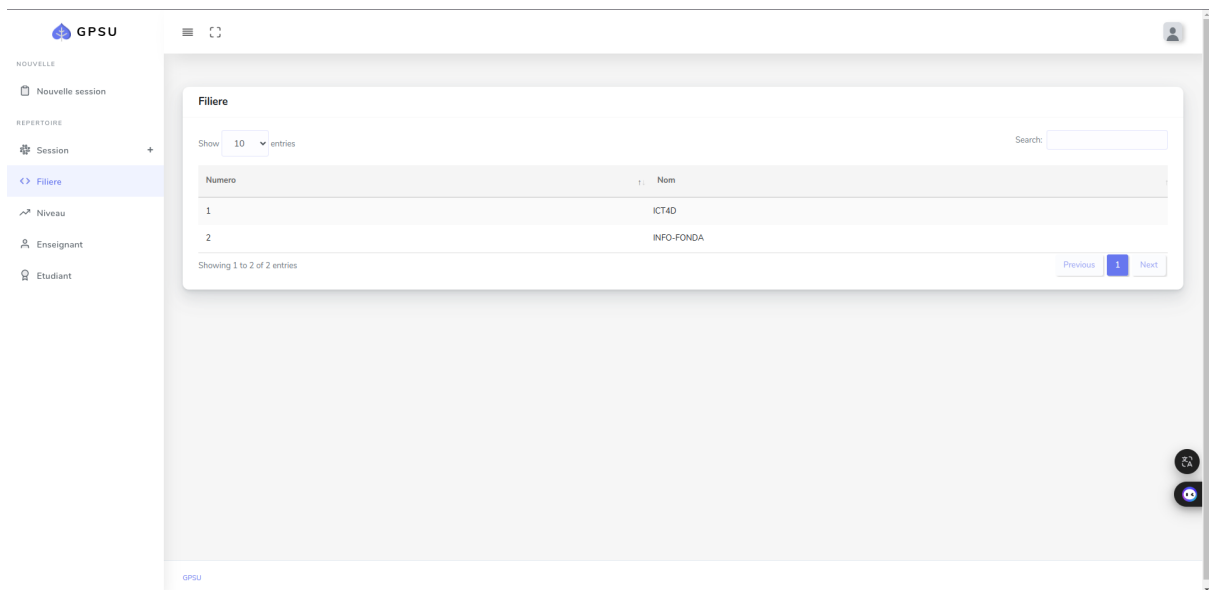 GPSU
NOUVELLE
Nouvelle session
REPERTOIRE
Session +
Filiere
Niveau
Enseignant
Etudiant
Filiere
Show 10 entries
Search:
Numero Nom
1 ICT4D
2 INFO-FONDA
Showing 1 to 2 of 2 entries
Previous 1 Next
GPSU